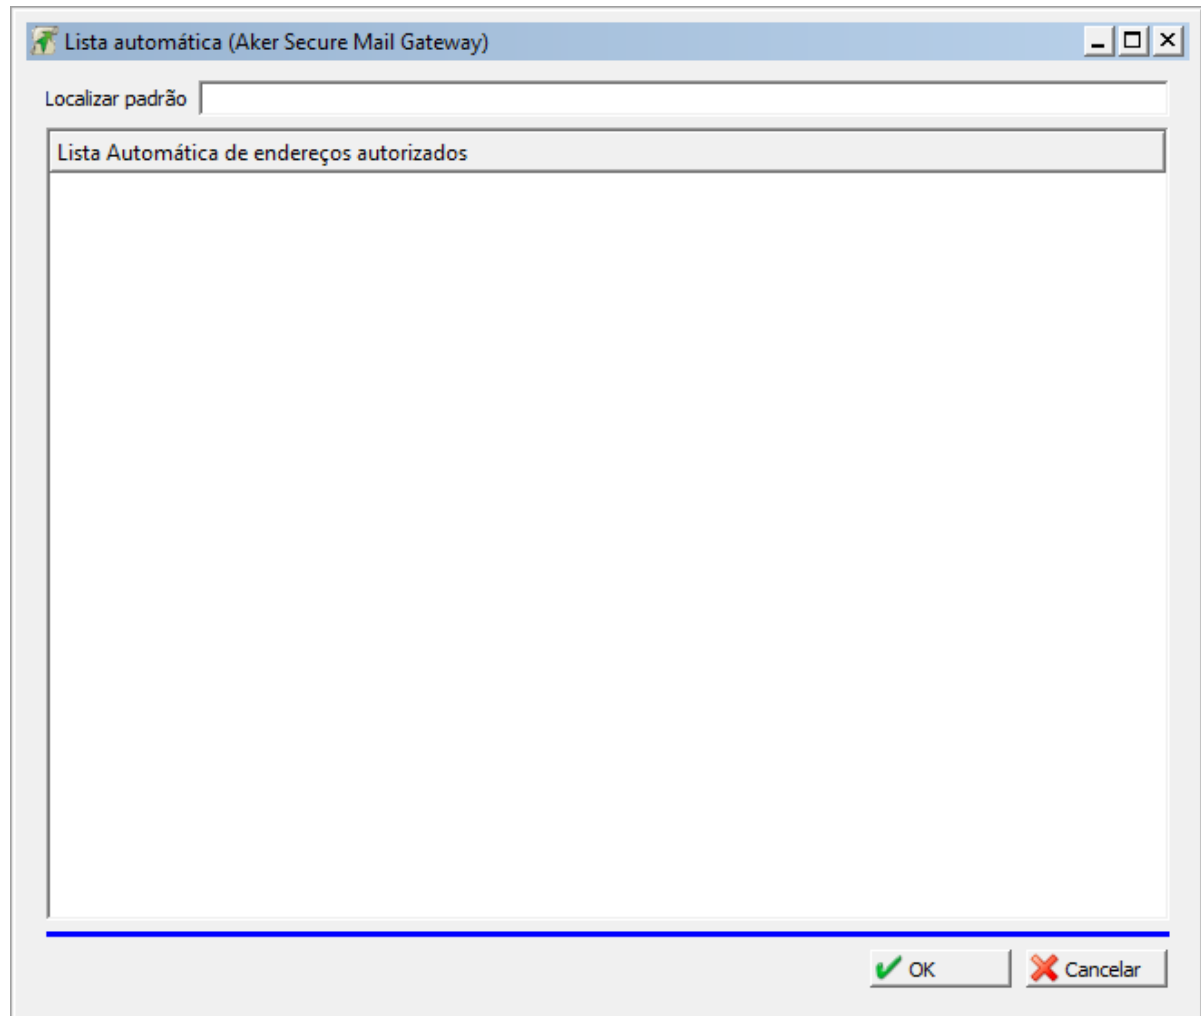 Lista automática (Aker Secure Mail Gateway)
Localizar padrão
Lista Automática de endereços autorizados
OK
Cancelar